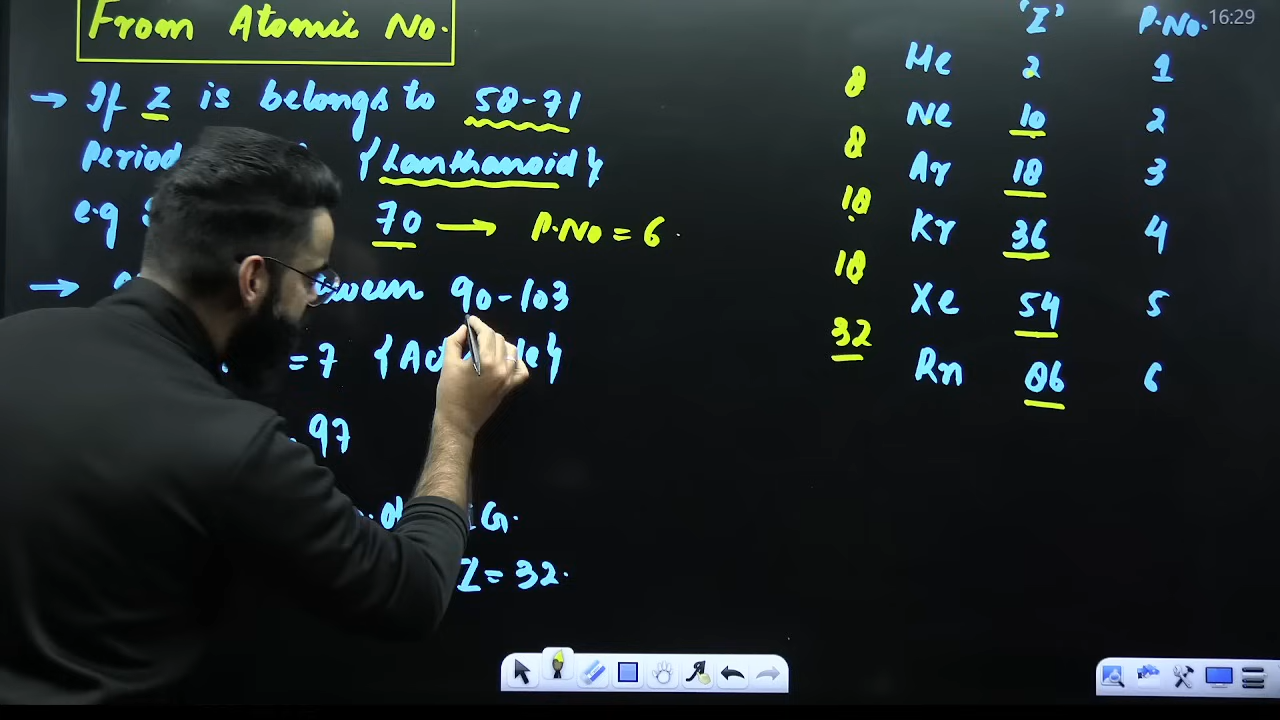 From Atomic No.
→ If Z is belongs to 58-71
Period {Lanthanoid}
e.g 70 → P.No = 6.
→ 90-103
= 7
97
G.
Z = 32.
'Z' P.No. 16:29
He 2 1
8
Ne 10 2
8
Ar 18 3
18
Kr 36 4
18
Xe 54 5
32
Rn 86 6